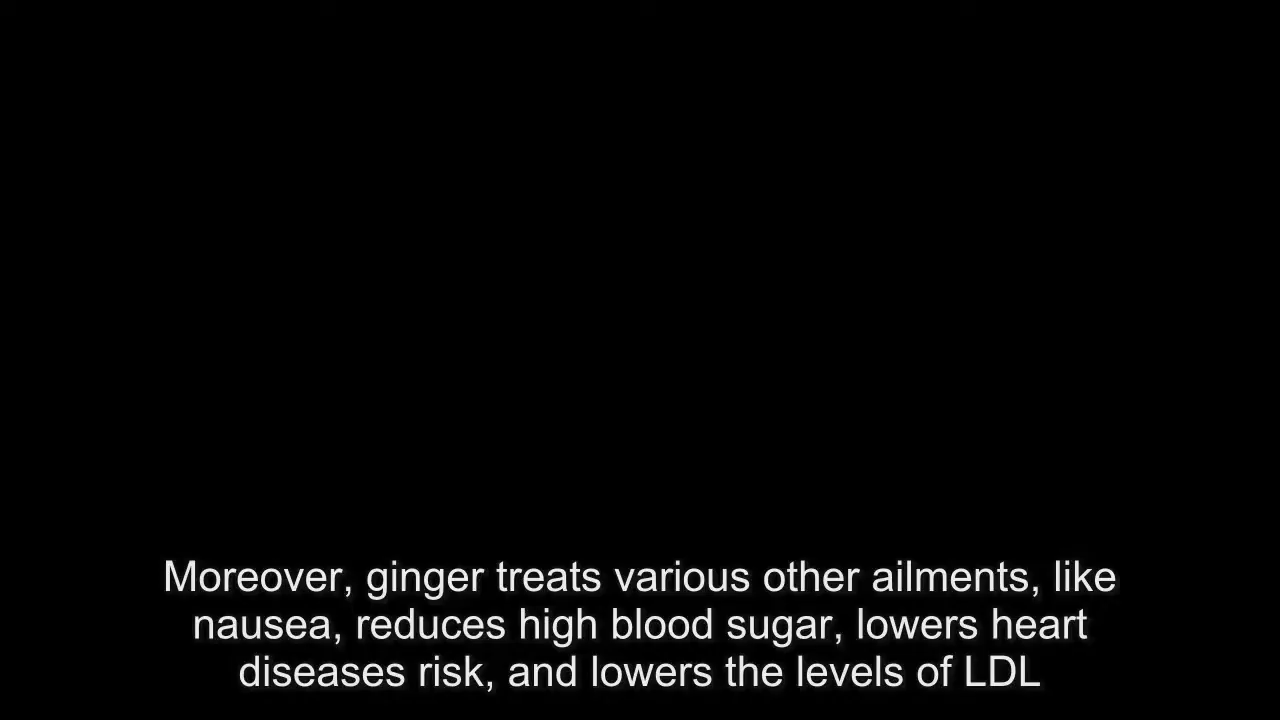 Moreover, ginger treats various other ailments, like
nausea, reduces high blood sugar, lowers heart
diseases risk, and lowers the levels of LDL